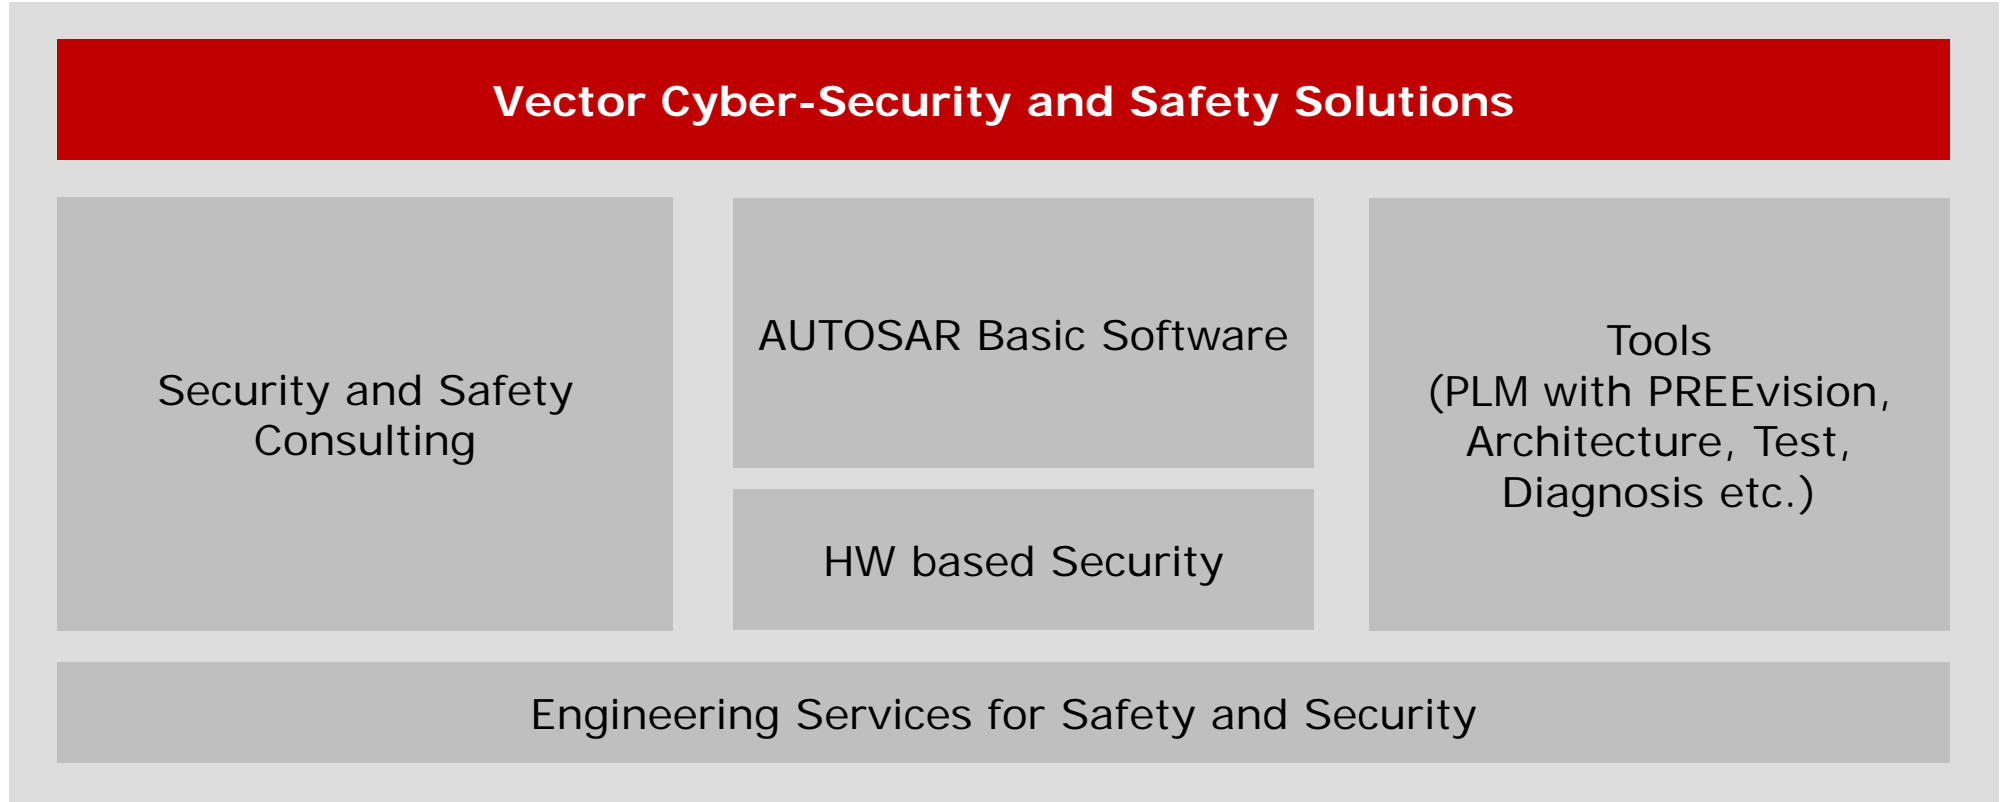 Vector Cyber-Security and Safety Solutions
Security and Safety
Consulting
AUTOSAR Basic Software
HW based Security
Tools
(PLM with PREEvision,
Architecture, Test,
Diagnosis etc.)
Engineering Services for Safety and Security